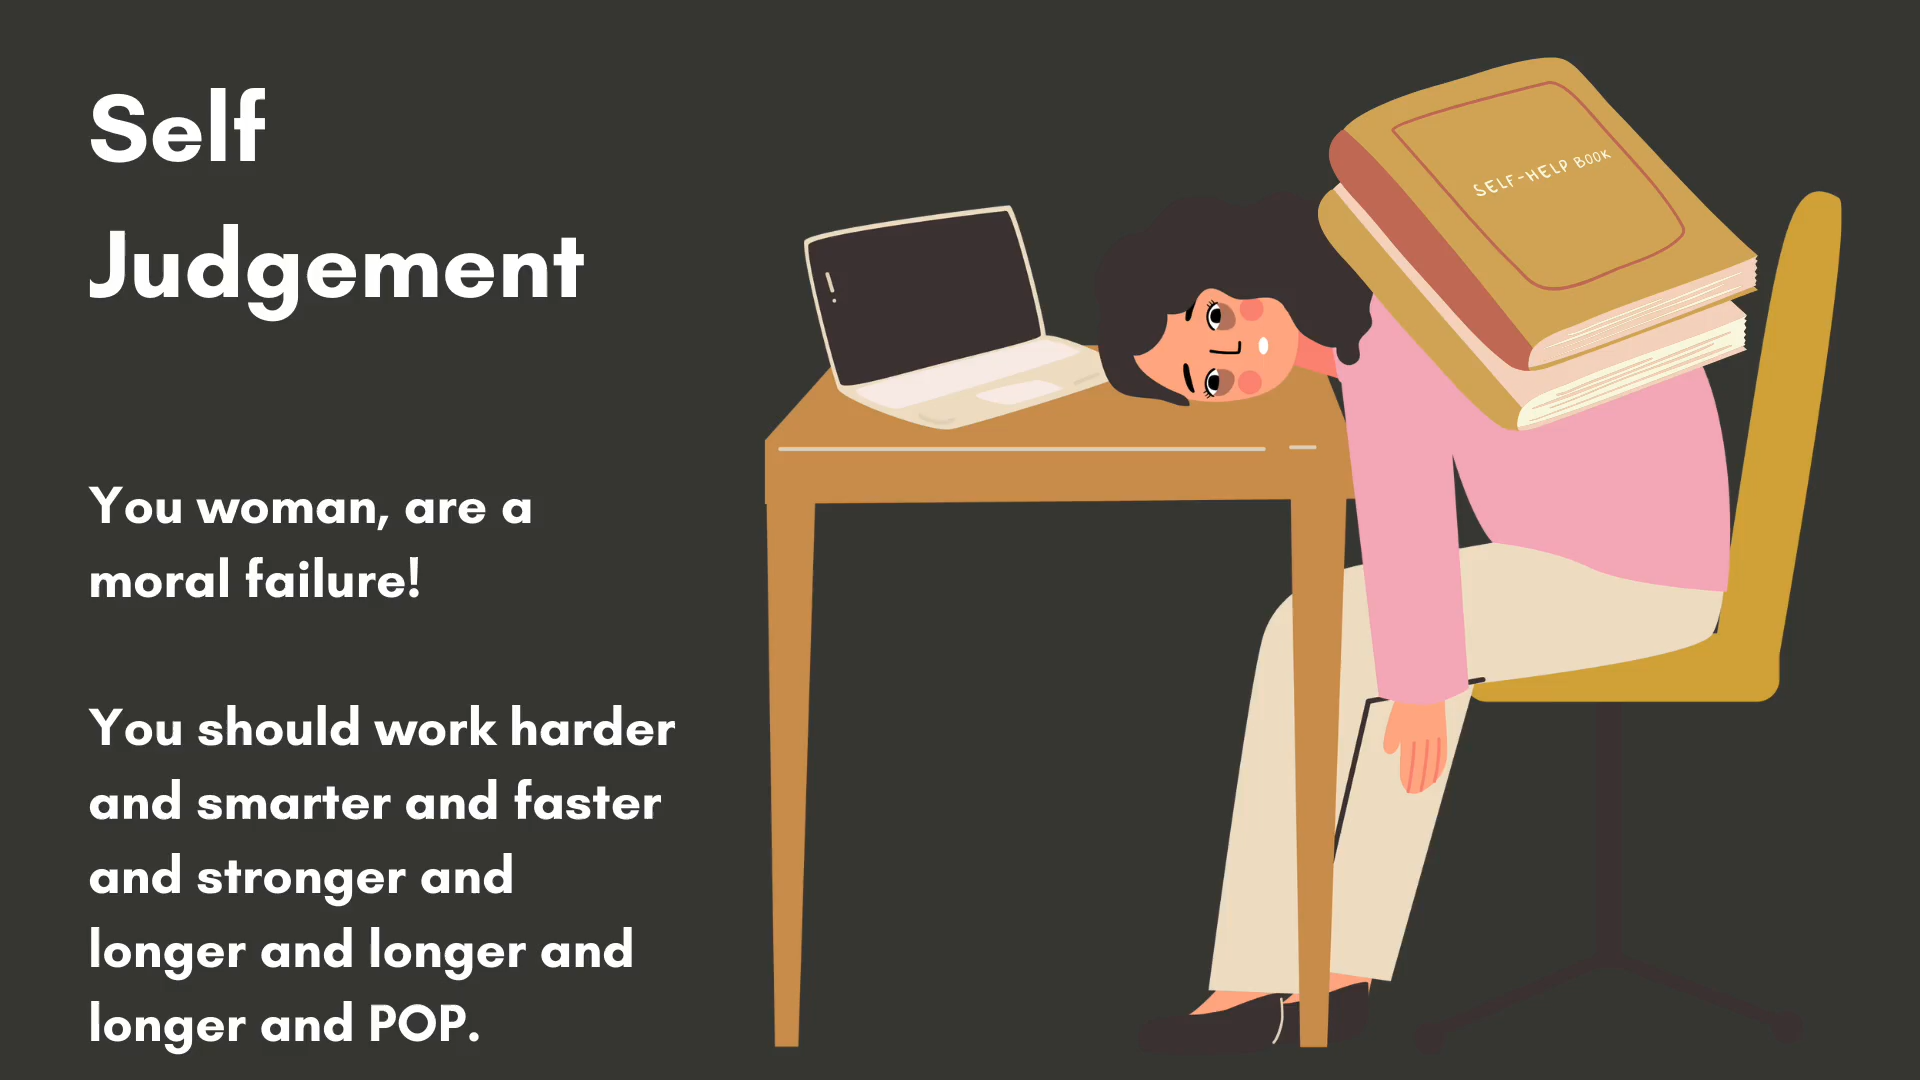 Self
Judgement
You woman, are a
moral failure!
You should work harder
and smarter and faster
and stronger and
longer and longer and
longer and POP.
SELF-HELP BOOK